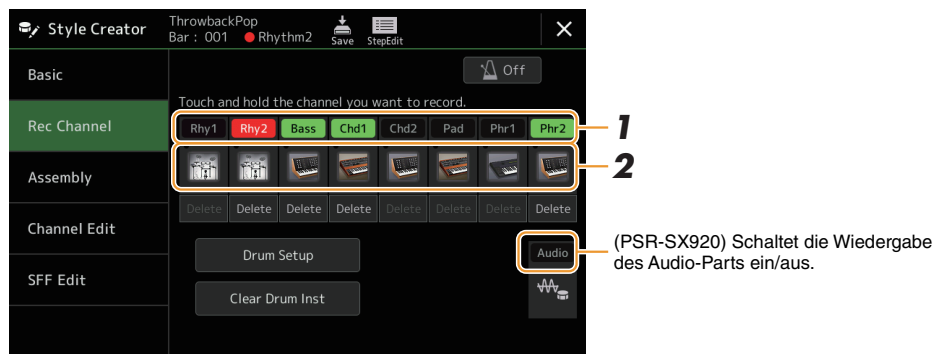 Style Creator
ThrowbackPop
Bar : 001 Rhythm2
Save StepEdit
Basic
Off
Touch and hold the channel you want to record.
Rec Channel
Rhy1 Rhy2 Bass Chd1 Chd2 Pad Phr1 Phr2
1
2
Assembly
Delete Delete Delete Delete Delete Delete Delete Delete
Channel Edit
Drum Setup
Audio
(PSR-SX920) Schaltet die Wiedergabe
des Audio-Parts ein/aus.
SFF Edit
Clear Drum Inst